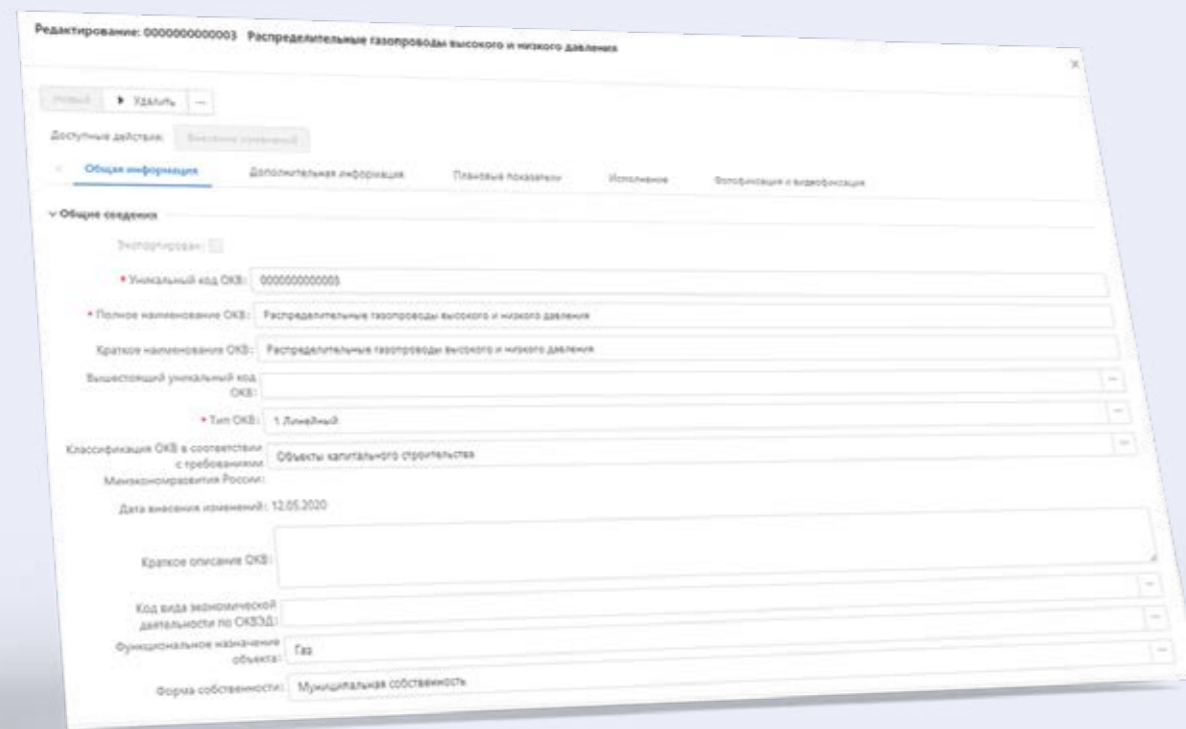 Редактирование: 0000000000003 Распределительные газопроводы высокого и низкого давления
Новый Удалить ...
Доступные действия: Внесение изменений
Общая информация Дополнительная информация Плановые показатели Исполнение Фотофиксация и видеофиксация
Общие сведения
Экспортирован:
* Уникальный код ОКВ: 0000000000003
* Полное наименование ОКВ: Распределительные газопроводы высокого и низкого давления
Краткое наименование ОКВ: Распределительные газопроводы высокого и низкого давления
Вышестоящий уникальный код
ОКВ: ...
* Тип ОКВ: 1 Линейный ...
Классификация ОКВ в соответствии
с требованиями
Минэкономразвития России: Объекты капитального строительства ...
Дата внесения изменений: 12.05.2020
Краткое описание ОКВ:
Код вида экономической
деятельности по ОКВЭД: ...
Функциональное назначение
объекта: Газ ...
Форма собственности: Муниципальная собственность ...